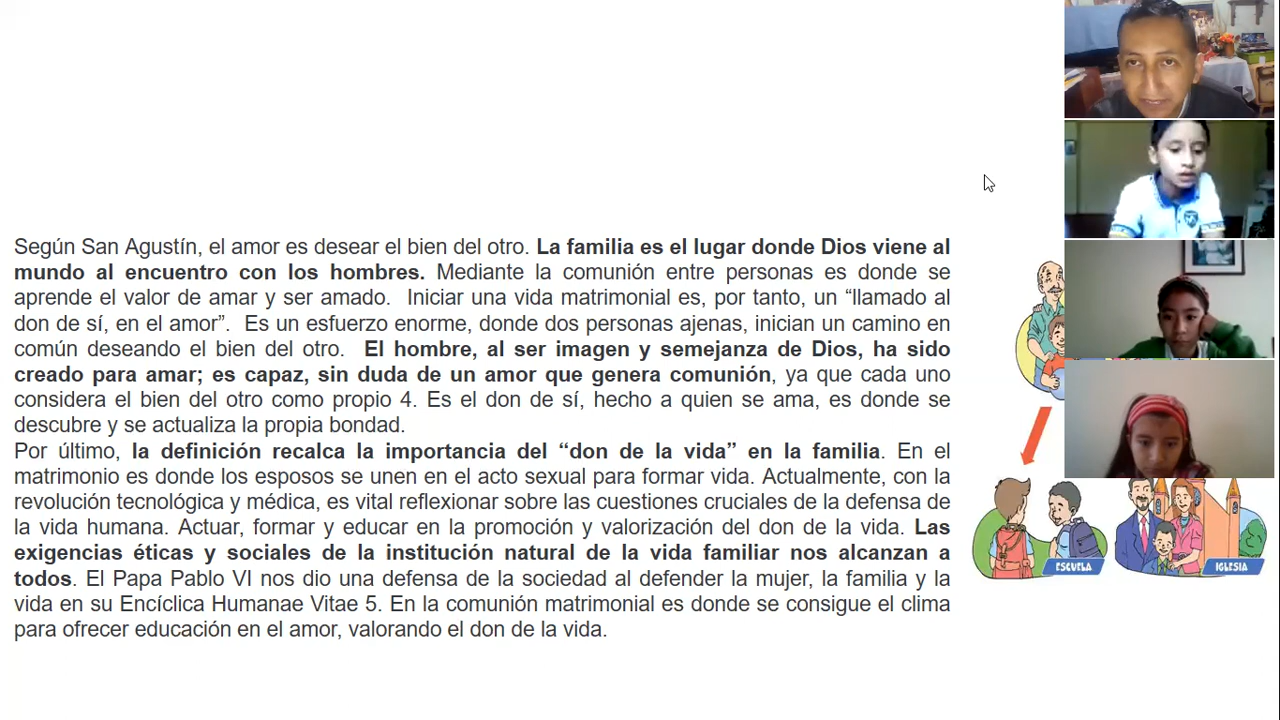 Según San Agustín, el amor es desear el bien del otro. La familia es el lugar donde Dios viene al
mundo al encuentro con los hombres. Mediante la comunión entre personas es donde se
aprende el valor de amar y ser amado. Iniciar una vida matrimonial es, por tanto, un “llamado al
don de sí, en el amor”. Es un esfuerzo enorme, donde dos personas ajenas, inician un camino en
común deseando el bien del otro. El hombre, al ser imagen y semejanza de Dios, ha sido
creado para amar; es capaz, sin duda de un amor que genera comunión, ya que cada uno
considera el bien del otro como propio 4. Es el don de sí, hecho a quien se ama, es donde se
descubre y se actualiza la propia bondad.
Por último, la definición recalca la importancia del “don de la vida” en la familia. En el
matrimonio es donde los esposos se unen en el acto sexual para formar vida. Actualmente, con la
revolución tecnológica y médica, es vital reflexionar sobre las cuestiones cruciales de la defensa de
la vida humana. Actuar, formar y educar en la promoción y valorización del don de la vida. Las
exigencias éticas y sociales de la institución natural de la vida familiar nos alcanzan a
todos. El Papa Pablo VI nos dio una defensa de la sociedad al defender la mujer, la familia y la
vida en su Encíclica Humanae Vitae 5. En la comunión matrimonial es donde se consigue el clima
para ofrecer educación en el amor, valorando el don de la vida.
ESCUELA
IGLESIA